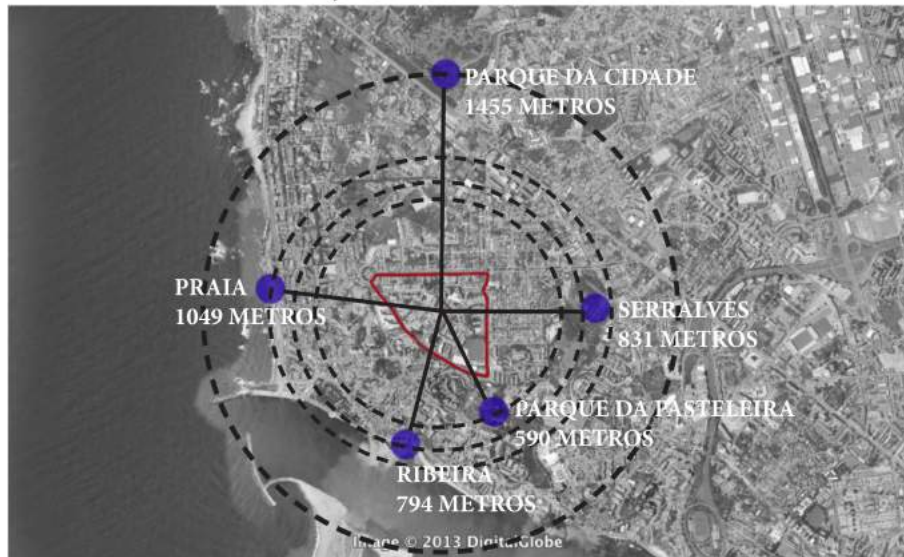 PARQUE DA CIDADE
1455 METROS
PRAIA
1049 METROS
SERRALVES
831 METROS
PARQUE DA PASTELEIRA
590 METROS
RIBEIRA
794 METROS
Image © 2013 DigitalGlobe